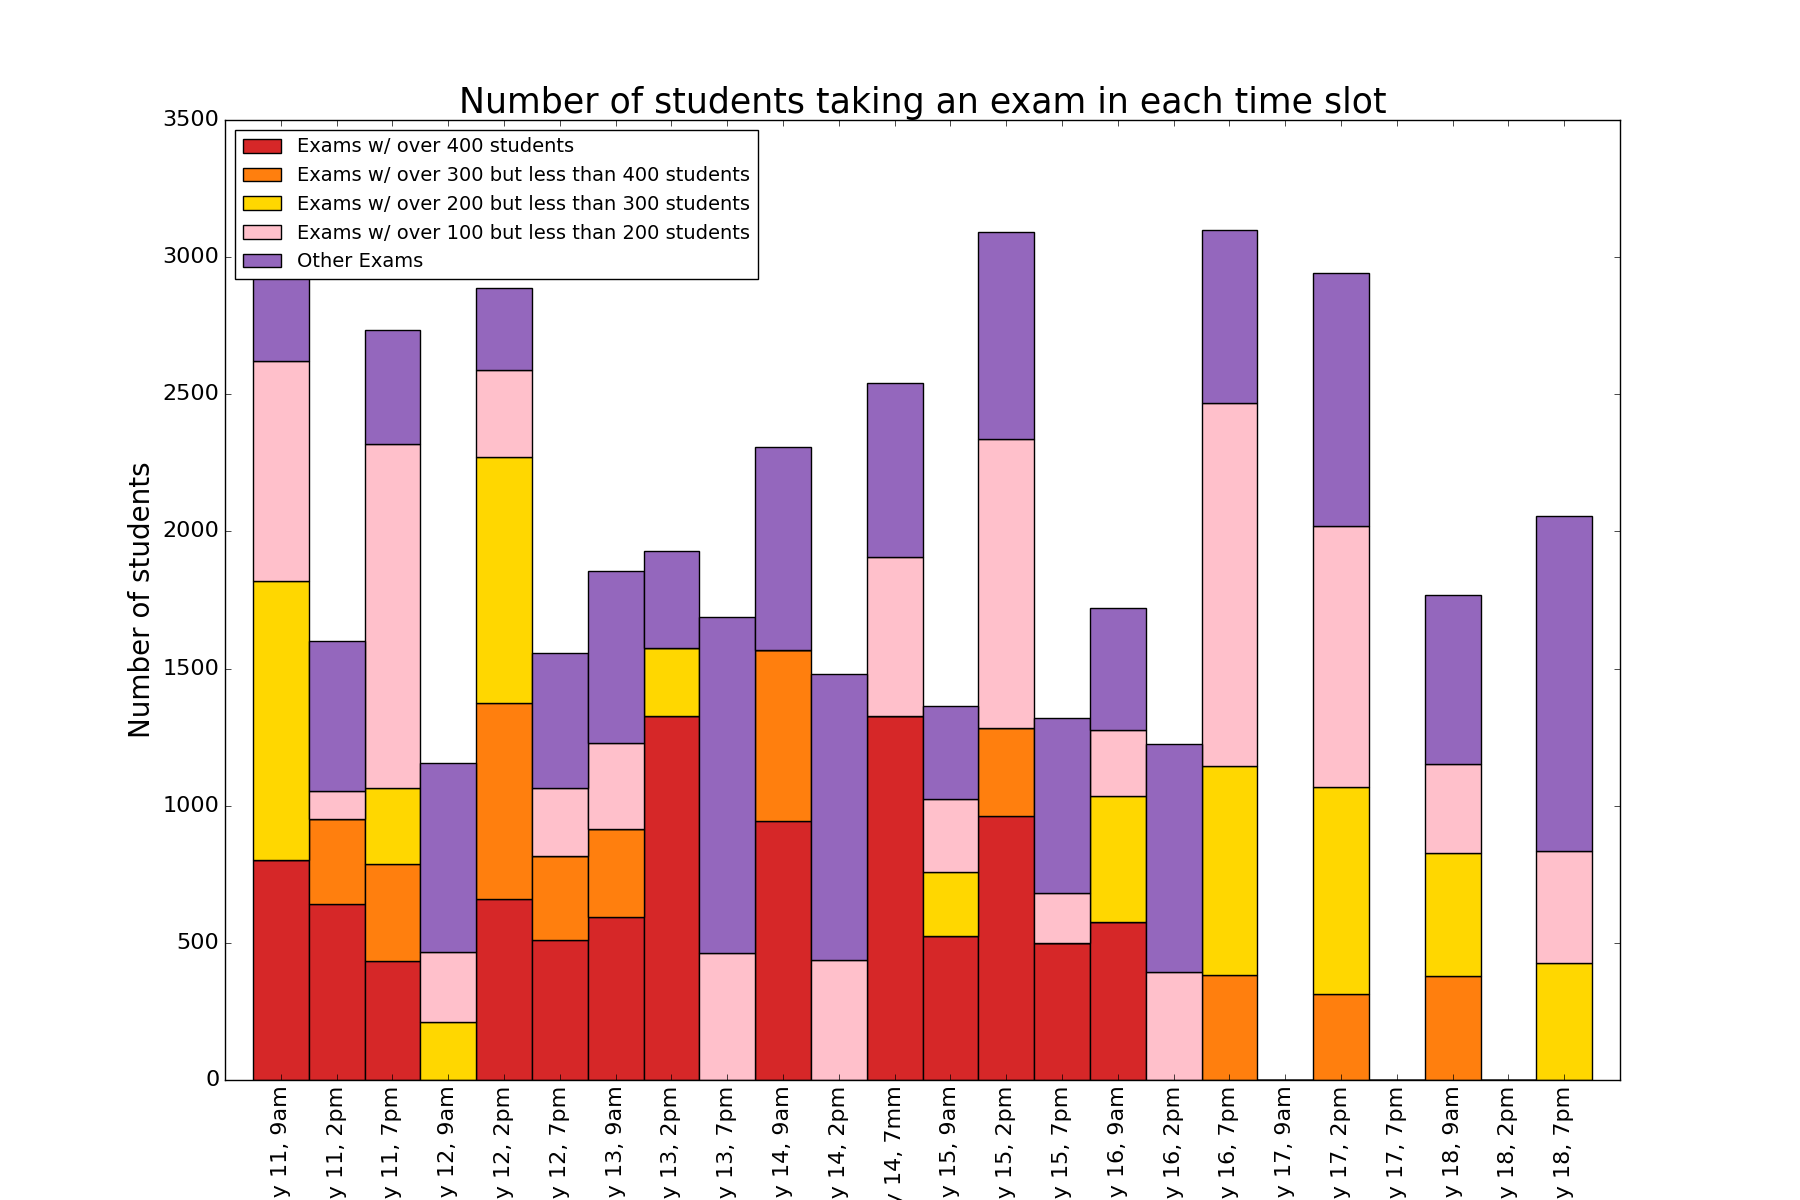 Number of students taking an exam in each time slot
Number of students
3500
3000
2500
2000
1500
1000
500
0
Exams w/ over 400 students
Exams w/ over 300 but less than 400 students
Exams w/ over 200 but less than 300 students
Exams w/ over 100 but less than 200 students
Other Exams
y 11, 9am
y 11, 2pm
y 11, 7pm
y 12, 9am
y 12, 2pm
y 12, 7pm
y 13, 9am
y 13, 2pm
y 13, 7pm
y 14, 9am
y 14, 2pm
y 14, 7mm
y 15, 9am
y 15, 2pm
y 15, 7pm
y 16, 9am
y 16, 2pm
y 16, 7pm
y 17, 9am
y 17, 2pm
y 17, 7pm
y 18, 9am
y 18, 2pm
y 18, 7pm